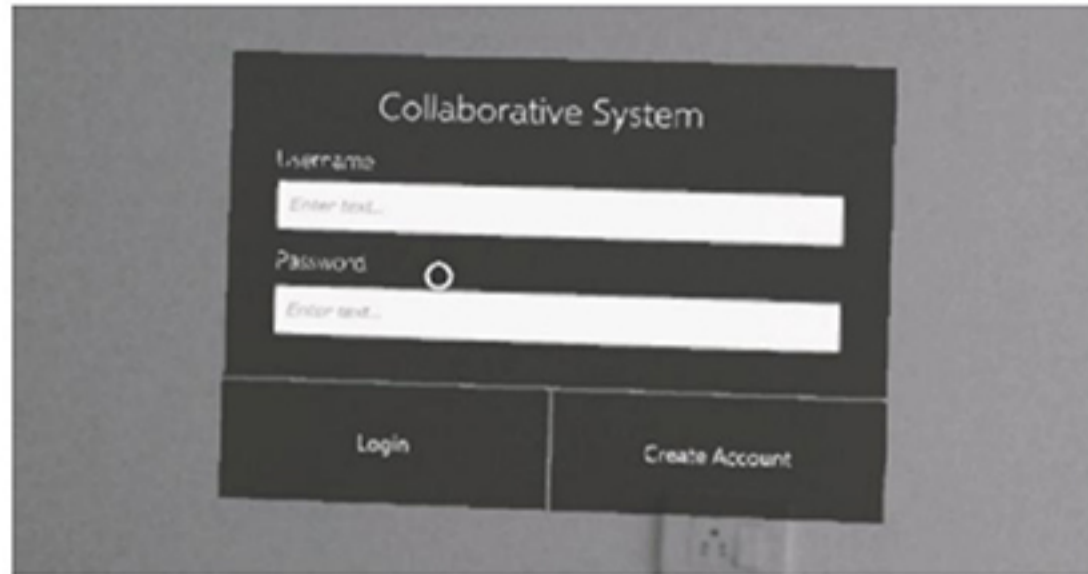 Collaborative System
Username
Enter text...
Password
Enter text...
Login
Create Account